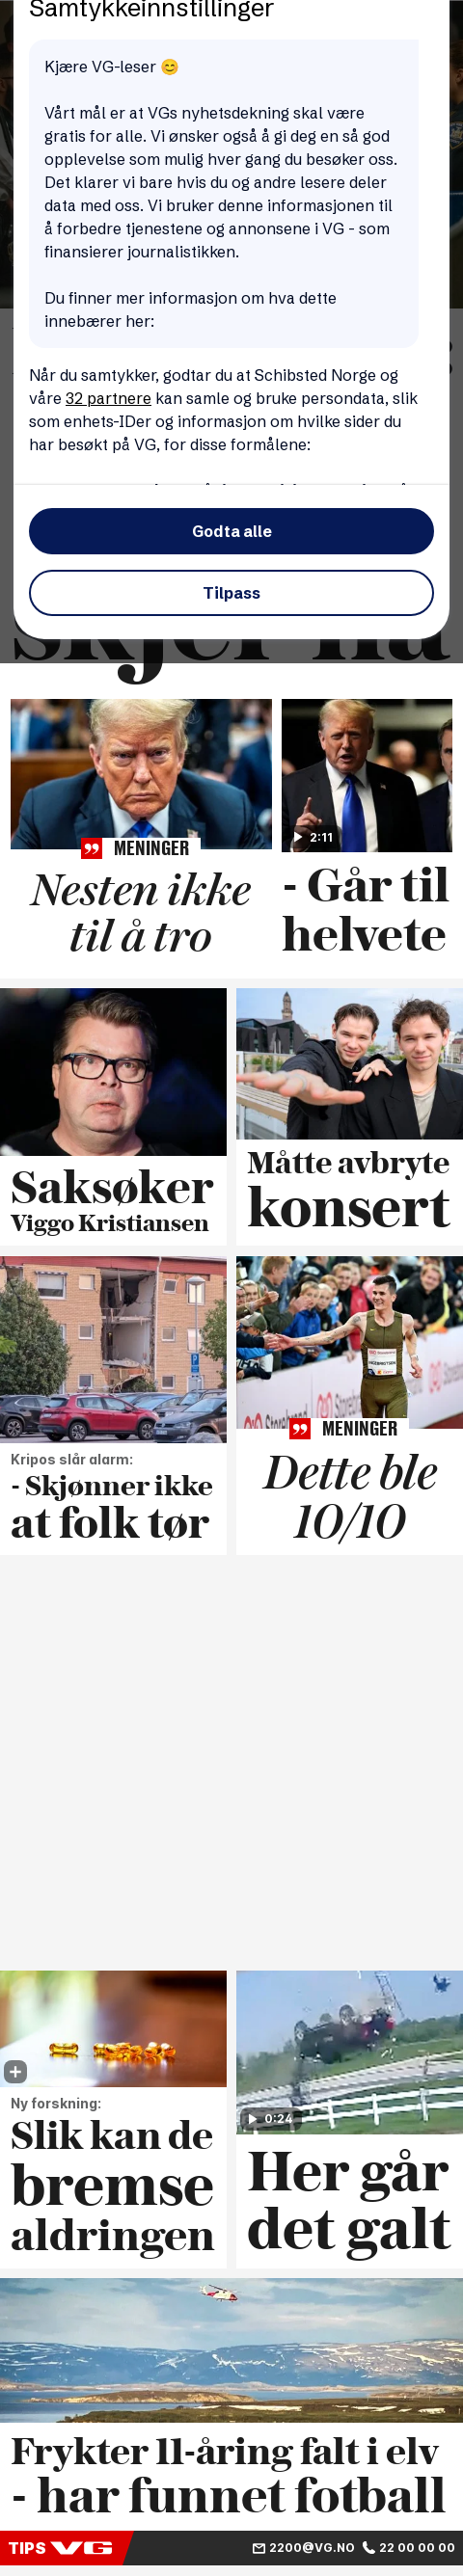 Samtykkeinnstillinger
Kjære VG-leser 😊
Vårt mål er at VGs nyhetsdekning skal være
gratis for alle. Vi ønsker også å gi deg en så god
opplevelse som mulig hver gang du besøker oss.
Det klarer vi bare hvis du og andre lesere deler
data med oss. Vi bruker denne informasjonen til
å forbedre tjenestene og annonsene i VG - som
finansierer journalistikken.
Du finner mer informasjon om hva dette
innebærer her:
Når du samtykker, godtar du at Schibsted Norge og
våre 32 partnere kan samle og bruke persondata, slik
som enhets-IDer og informasjon om hvilke sider du
har besøkt på VG, for disse formålene:
Godta alle
Tilpass
skjer nå
MENINGER
Nesten ikke
til å tro
2:11
- Går til
helvete
Saksøker
Viggo Kristiansen
Måtte avbryte
konsert
Kripos slår alarm:
- Skjønner ikke
at folk tør
MENINGER
Dette ble
10/10
Ny forskning:
Slik kan de
bremse
aldringen
0:24
Her går
det galt
Frykter 11-åring falt i elv
- har funnet fotball
TIPS VG 2200@VG.NO 22 00 00 00